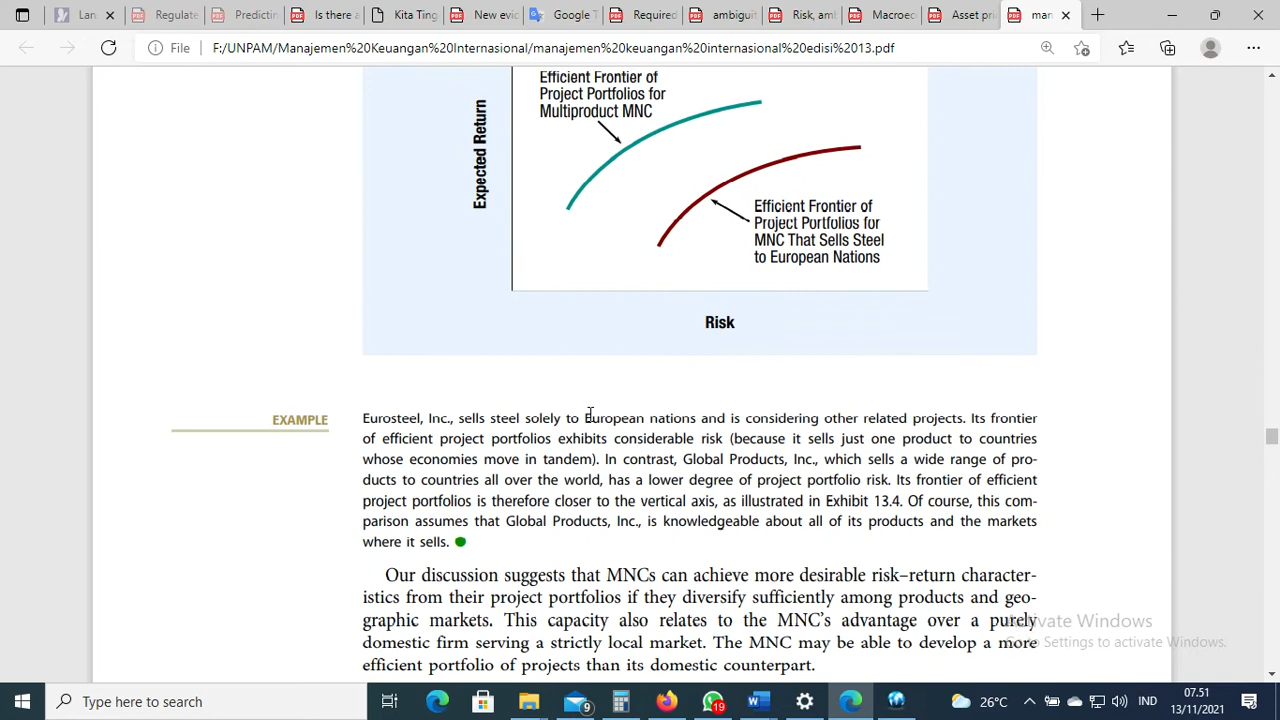 Lan
Regulate
Predictin
Is there a
Kita Ting
New evid
Google T
Require
ambiguit
Risk, amb
Macroec
Asset pri
man
File
F:/UNPAM/Manajemen%20Keuangan%20Internasional/manajemen%20keuangan%20internasional%20edisi%2013.pdf
Efficient Frontier of
Project Portfolios for
Multiproduct MNC
Expected Return
Efficient Frontier of
Project Portfolios for
MNC That Sells Steel
to European Nations
Risk
EXAMPLE
Eurosteel, Inc., sells steel solely to European nations and is considering other related projects. Its frontier
of efficient project portfolios exhibits considerable risk (because it sells just one product to countries
whose economies move in tandem). In contrast, Global Products, Inc., which sells a wide range of pro-
ducts to countries all over the world, has a lower degree of project portfolio risk. Its frontier of efficient
project portfolios is therefore closer to the vertical axis, as illustrated in Exhibit 13.4. Of course, this com-
parison assumes that Global Products, Inc., is knowledgeable about all of its products and the markets
where it sells.
Our discussion suggests that MNCs can achieve more desirable risk–return character-
istics from their project portfolios if they diversify sufficiently among products and geo-
graphic markets. This capacity also relates to the MNC's advantage over a purely
domestic firm serving a strictly local market. The MNC may be able to develop a more
efficient portfolio of projects than its domestic counterpart.
Activate Windows
Go to Settings to activate Windows.
Type here to search
9
19
26°C
IND
07.51
13/11/2021